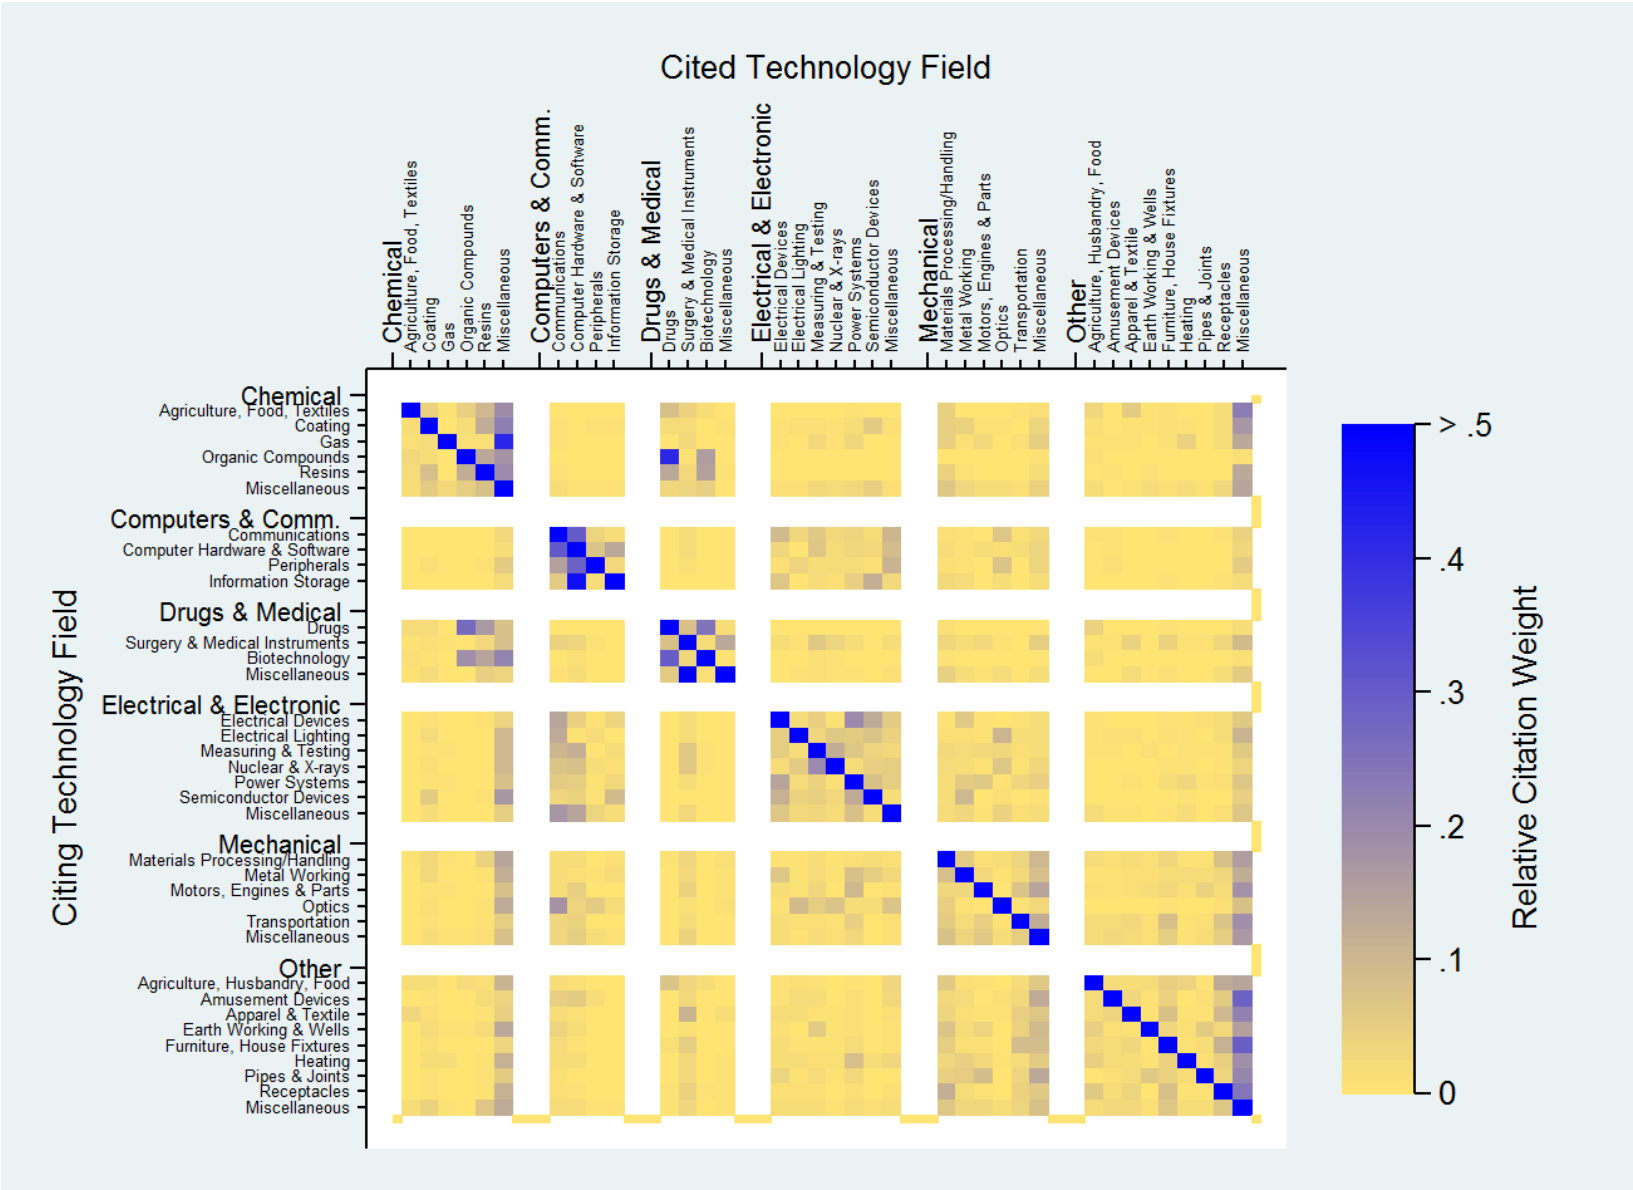 Cited Technology Field
Chemical
Agriculture, Food, Textiles
Coating
Gas
Organic Compounds
Resins
Miscellaneous
Computers & Comm.
Communications
Computer Hardware & Software
Peripherals
Information Storage
Drugs & Medical
Drugs
Surgery & Medical Instruments
Biotechnology
Miscellaneous
Electrical & Electronic
Electrical Devices
Electrical Lighting
Measuring & Testing
Nuclear & X-rays
Power Systems
Semiconductor Devices
Miscellaneous
Mechanical
Materials Processing/Handling
Metal Working
Motors, Engines & Parts
Optics
Transportation
Miscellaneous
Other
Agriculture, Husbandry, Food
Amusement Devices
Apparel & Textile
Earth Working & Wells
Furniture, House Fixtures
Heating
Pipes & Joints
Receptacles
Miscellaneous
Citing Technology Field
Chemical
Agriculture, Food, Textiles
Coating
Gas
Organic Compounds
Resins
Miscellaneous
Computers & Comm.
Communications
Computer Hardware & Software
Peripherals
Information Storage
Drugs & Medical
Drugs
Surgery & Medical Instruments
Biotechnology
Miscellaneous
Electrical & Electronic
Electrical Devices
Electrical Lighting
Measuring & Testing
Nuclear & X-rays
Power Systems
Semiconductor Devices
Miscellaneous
Mechanical
Materials Processing/Handling
Metal Working
Motors, Engines & Parts
Optics
Transportation
Miscellaneous
Other
Agriculture, Husbandry, Food
Amusement Devices
Apparel & Textile
Earth Working & Wells
Furniture, House Fixtures
Heating
Pipes & Joints
Receptacles
Miscellaneous
> .5
.4
.3
.2
.1
0
Relative Citation Weight